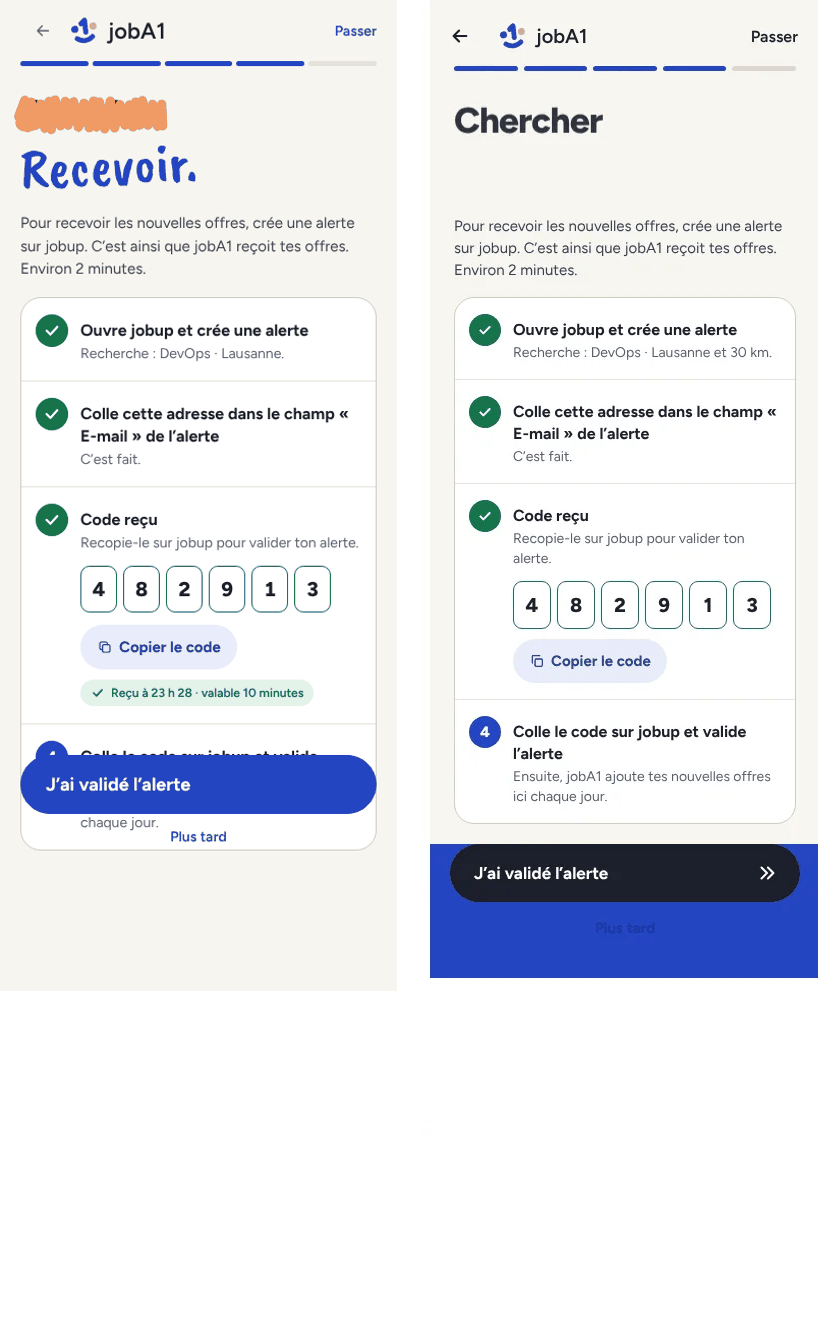 jobA1
Passer
Recevoir.
Pour recevoir les nouvelles offres, crée une alerte
sur jobup. C’est ainsi que jobA1 reçoit tes offres.
Environ 2 minutes.
Ouvre jobup et crée une alerte
Recherche : DevOps · Lausanne.
Colle cette adresse dans le champ «
E-mail » de l’alerte
C’est fait.
Code reçu
Recopie-le sur jobup pour valider ton alerte.
4 8 2 9 1 3
Copier le code
Reçu à 23 h 28 · valable 10 minutes
J’ai validé l’alerte
chaque jour.
Plus tard
jobA1
Passer
Chercher
Pour recevoir les nouvelles offres, crée une alerte
sur jobup. C’est ainsi que jobA1 reçoit tes offres.
Environ 2 minutes.
Ouvre jobup et crée une alerte
Recherche : DevOps · Lausanne et 30 km.
Colle cette adresse dans le champ «
E-mail » de l’alerte
C’est fait.
Code reçu
Recopie-le sur jobup pour valider ton
alerte.
4 8 2 9 1 3
Copier le code
4
Colle le code sur jobup et valide
l’alerte
Ensuite, jobA1 ajoute tes nouvelles offres
ici chaque jour.
J’ai validé l’alerte
Plus tard